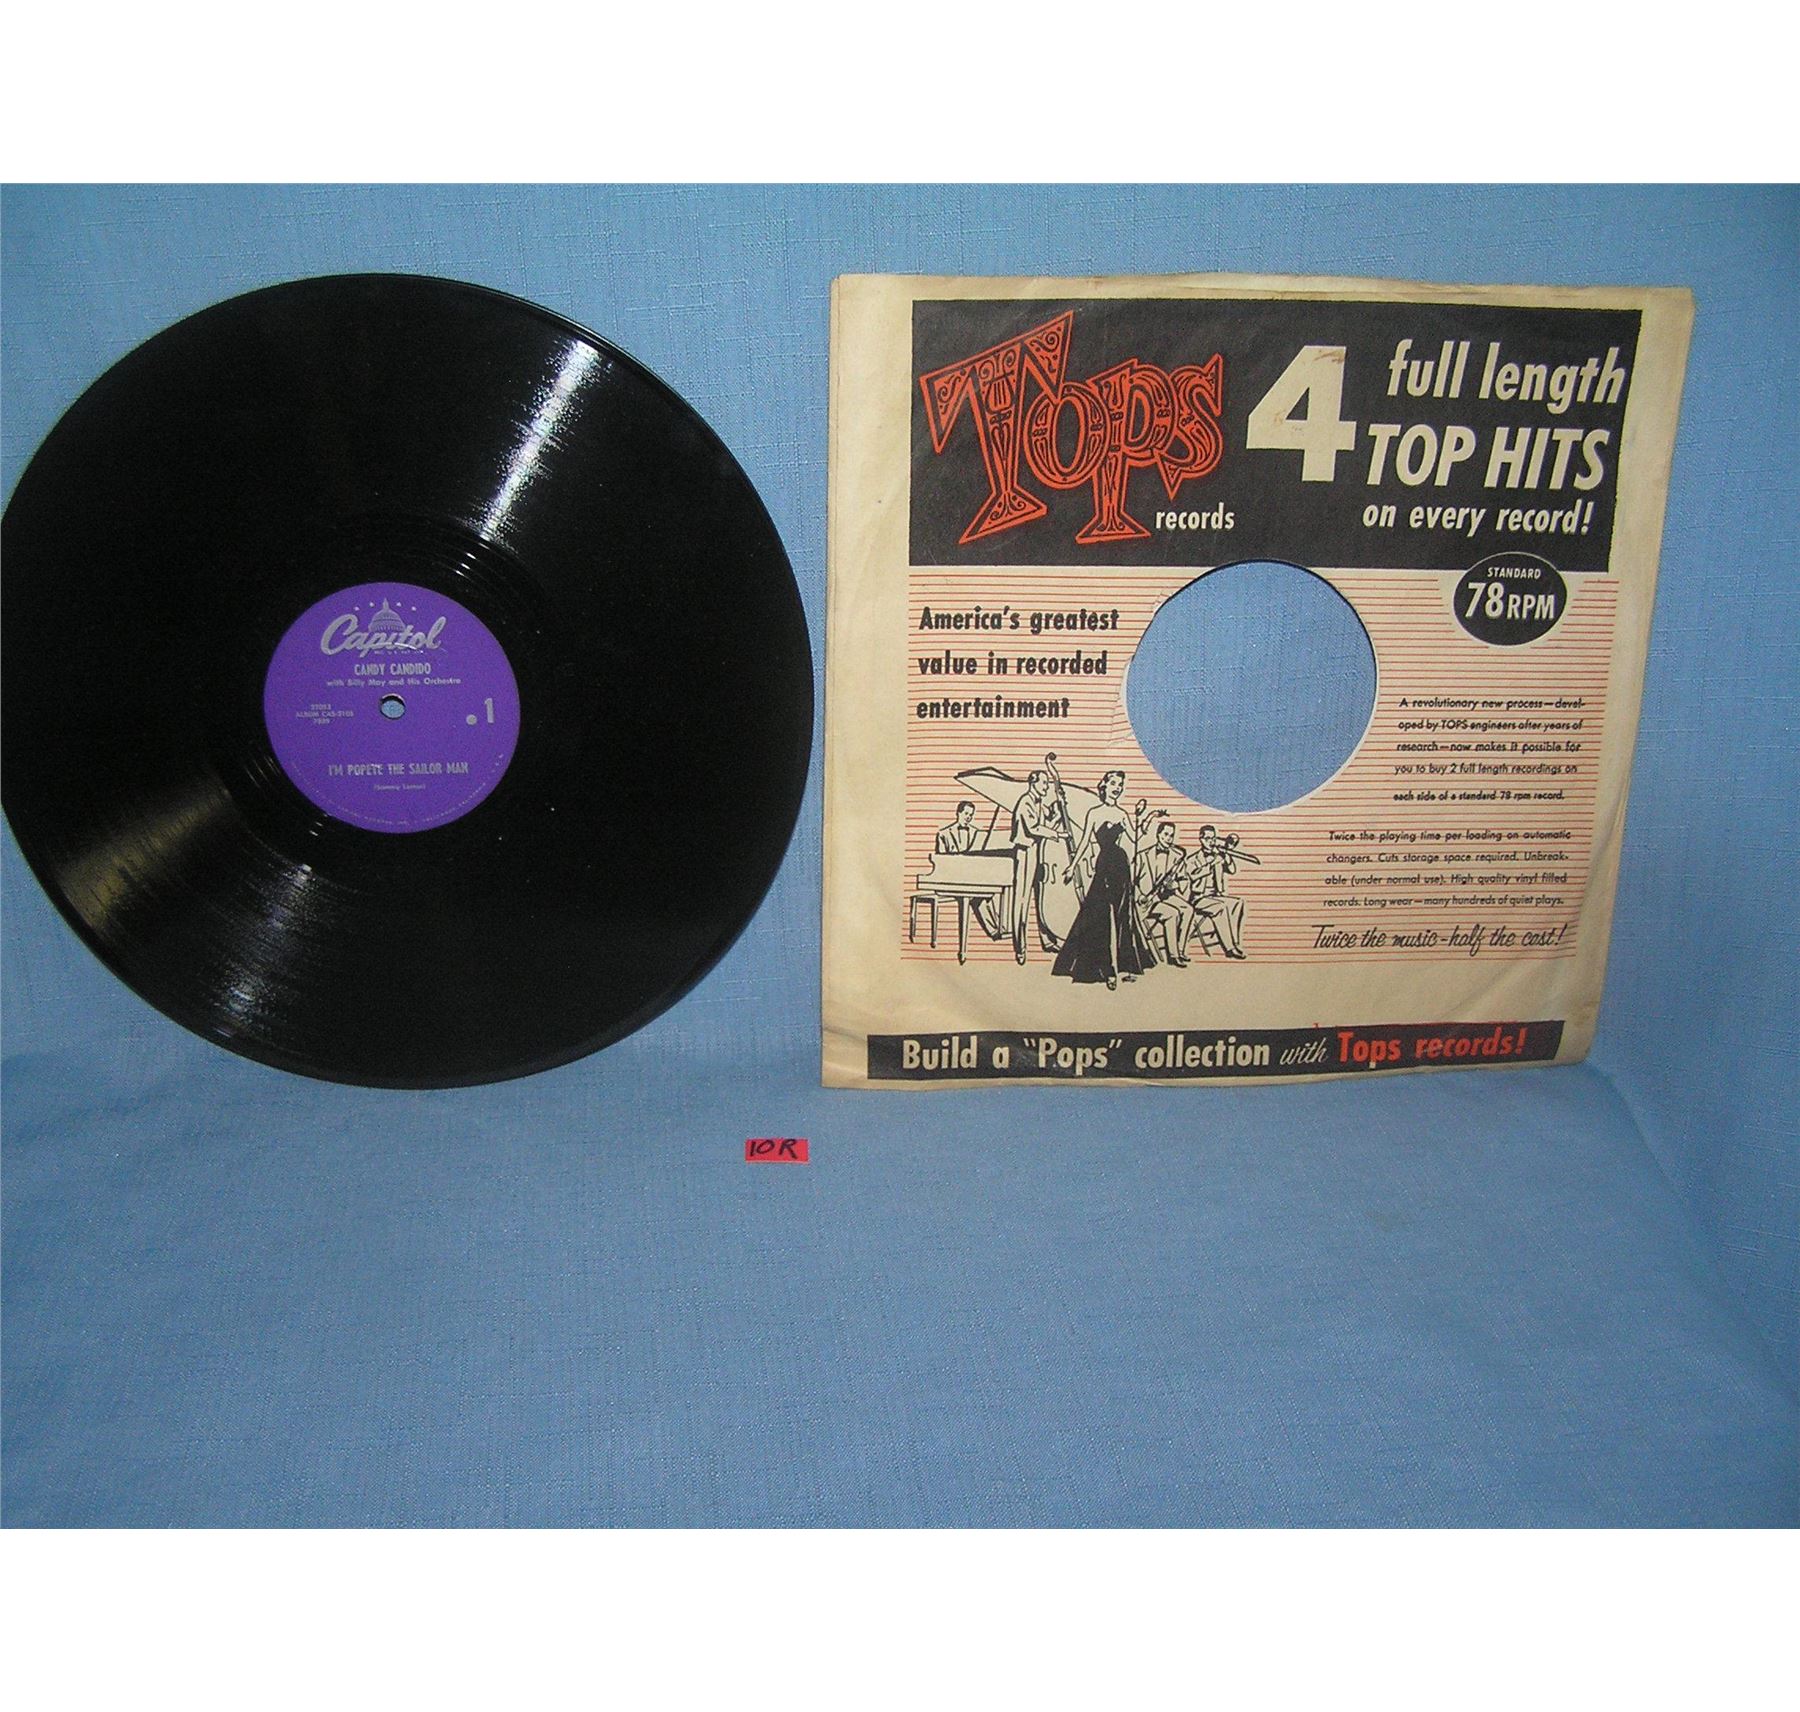 Capitol
CANDY CANDIDO
with Billy May and His Orchestra
ALBUM CAS-3105
.1
I'M POPEYE THE SAILOR MAN
(Sammy Lerner)
Tops
records
4 full length
TOP HITS
on every record!
STANDARD
78 RPM
America's greatest
value in recorded
entertainment
A revolutionary new process—devel-
oped by TOPS engineers after years of
research—now makes it possible for
you to buy 2 full length recordings on
each side of a standard 78 rpm record.
Twice the playing time per loading on automatic
changers. Cuts storage space required. Unbreak-
able (under normal use). High quality vinyl filled
records. Long wear—many hundreds of quiet plays.
Twice the music - half the cost!
Build a "Pops" collection with Tops records!
10R